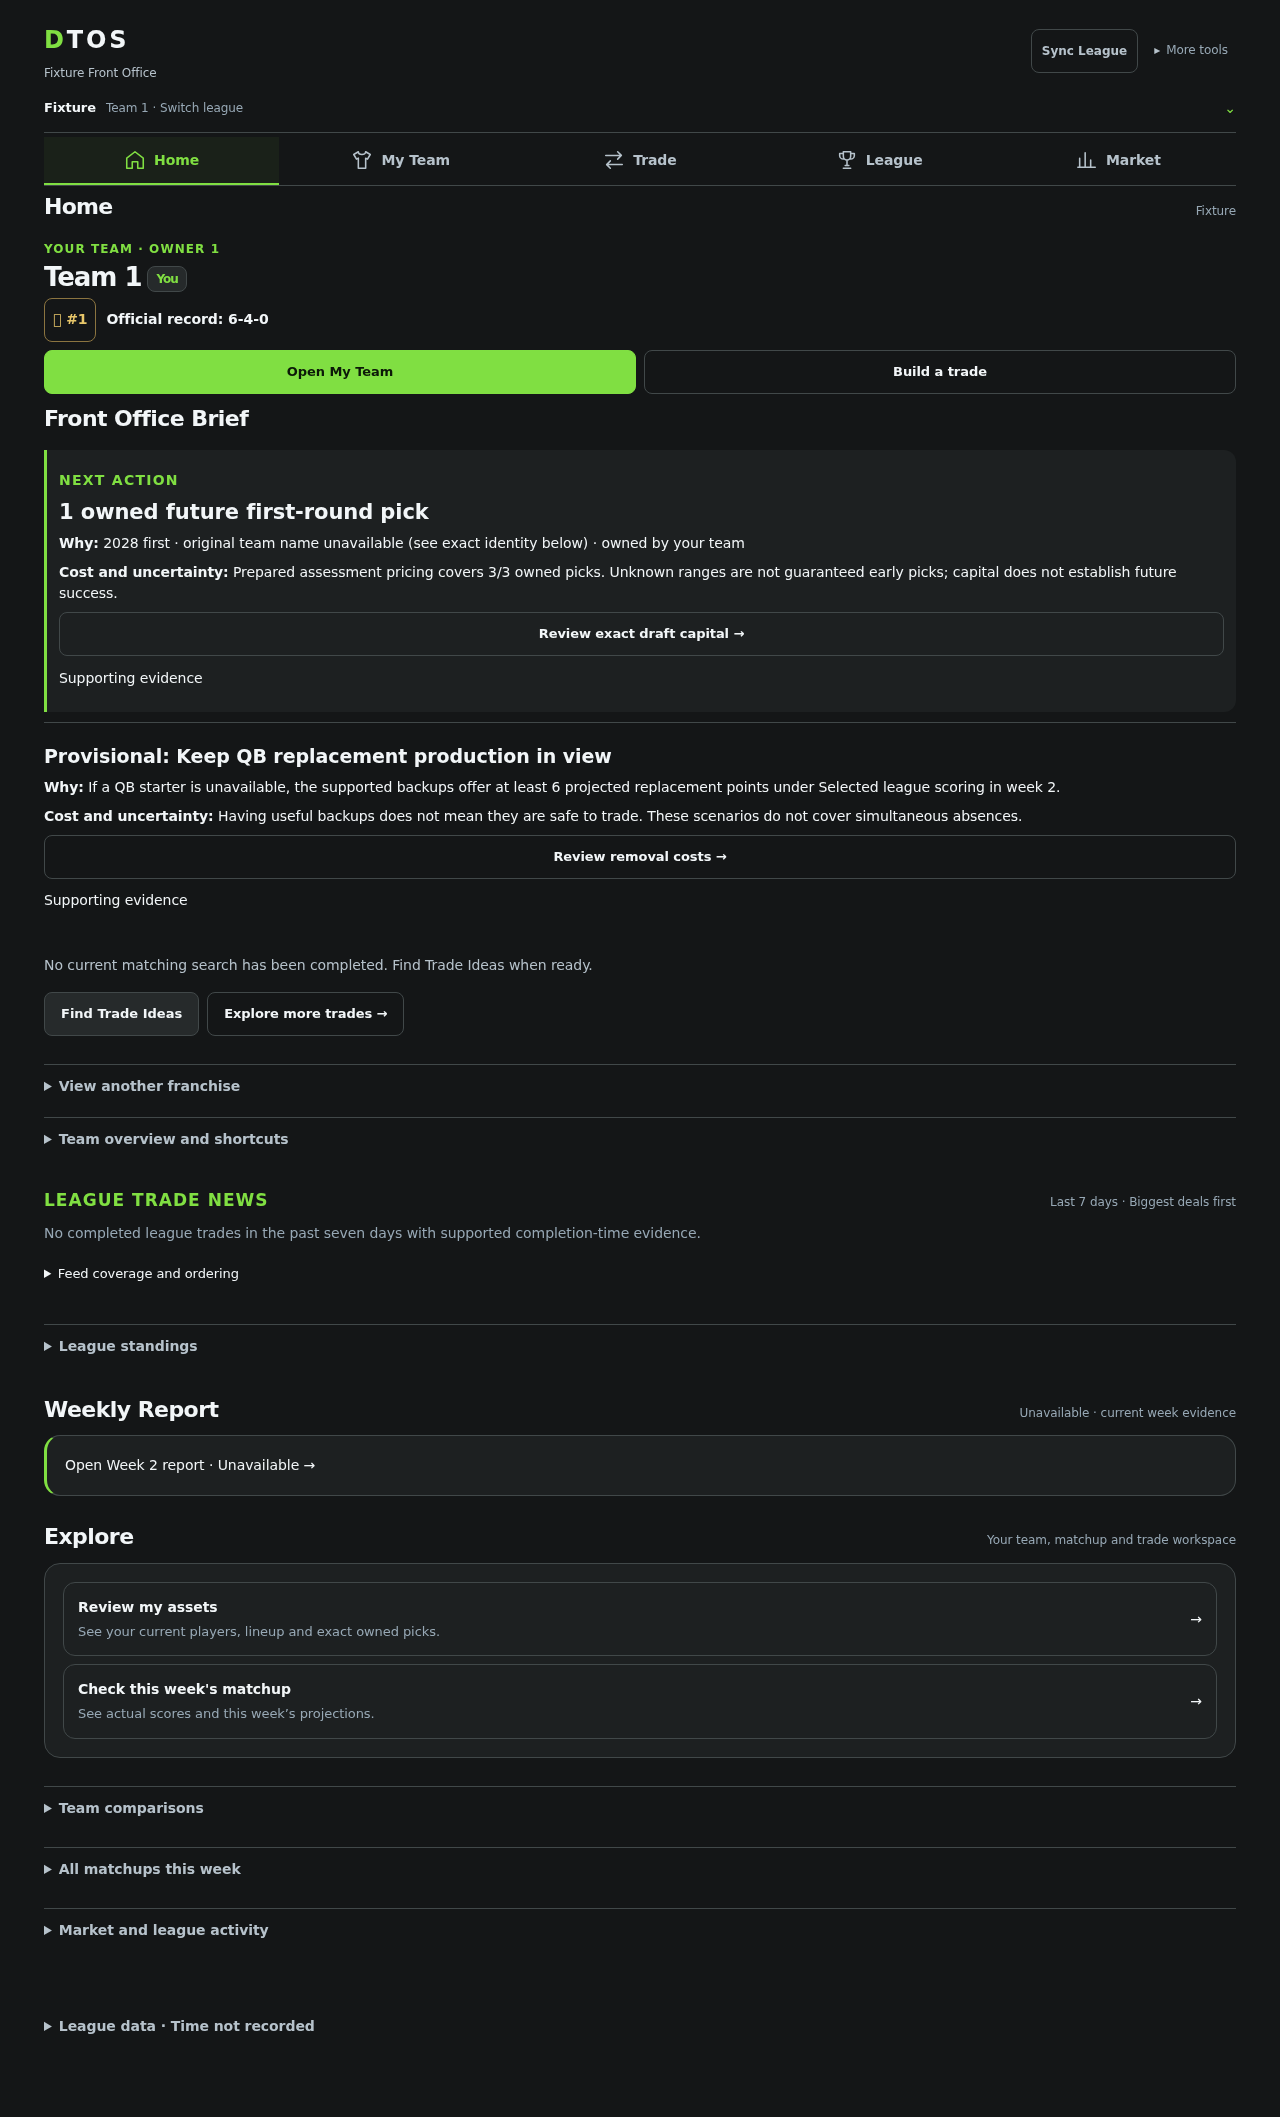 DTOS
Fixture Front Office
Sync League
▸ More tools
Fixture Team 1 · Switch league
Home
My Team
Trade
League
Market
Home
Fixture
YOUR TEAM · OWNER 1
Team 1 You
#1 Official record: 6-4-0
Open My Team
Build a trade
Front Office Brief
NEXT ACTION
1 owned future first-round pick
Why: 2028 first · original team name unavailable (see exact identity below) · owned by your team
Cost and uncertainty: Prepared assessment pricing covers 3/3 owned picks. Unknown ranges are not guaranteed early picks; capital does not establish future
success.
Review exact draft capital →
Supporting evidence
Provisional: Keep QB replacement production in view
Why: If a QB starter is unavailable, the supported backups offer at least 6 projected replacement points under Selected league scoring in week 2.
Cost and uncertainty: Having useful backups does not mean they are safe to trade. These scenarios do not cover simultaneous absences.
Review removal costs →
Supporting evidence
No current matching search has been completed. Find Trade Ideas when ready.
Find Trade Ideas
Explore more trades →
▶ View another franchise
▶ Team overview and shortcuts
LEAGUE TRADE NEWS
Last 7 days · Biggest deals first
No completed league trades in the past seven days with supported completion-time evidence.
▶ Feed coverage and ordering
▶ League standings
Weekly Report
Unavailable · current week evidence
Open Week 2 report · Unavailable →
Explore
Your team, matchup and trade workspace
Review my assets
See your current players, lineup and exact owned picks.
→
Check this week's matchup
See actual scores and this week’s projections.
→
▶ Team comparisons
▶ All matchups this week
▶ Market and league activity
▶ League data · Time not recorded